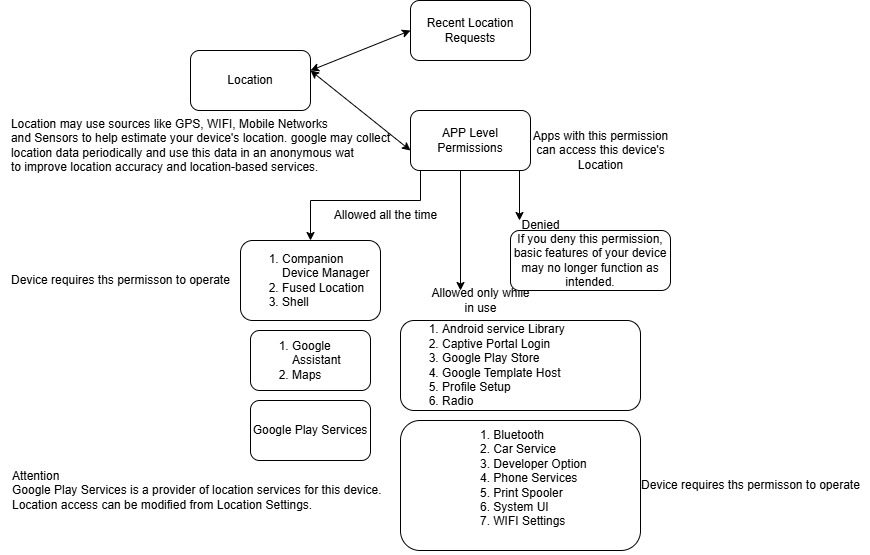 Recent Location
Requests
Location
Location may use sources like GPS, WIFI, Mobile Networks
and Sensors to help estimate your device's location. google may collect
location data periodically and use this data in an anonymous wat
to improve location accuracy and location-based services.
APP Level
Permissions
Apps with this permission
can access this device's
Location
Allowed all the time
Denied
If you deny this permission,
basic features of your device
may no longer function as
intended.
Device requires ths permisson to operate
1. Companion
Device Manager
2. Fused Location
3. Shell
Allowed only while
in use
1. Google
Assistant
2. Maps
1. Android service Library
2. Captive Portal Login
3. Google Play Store
4. Google Template Host
5. Profile Setup
6. Radio
Google Play Services
1. Bluetooth
2. Car Service
3. Developer Option
4. Phone Services
5. Print Spooler
6. System UI
7. WIFI Settings
Device requires ths permisson to operate
Attention
Google Play Services is a provider of location services for this device.
Location access can be modified from Location Settings.